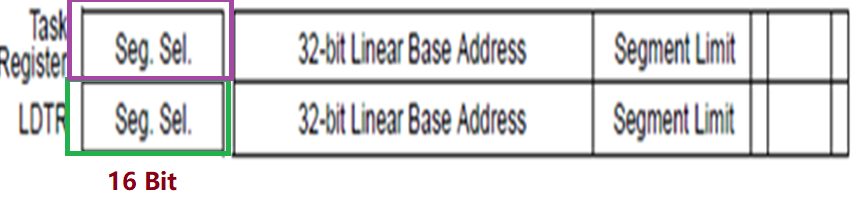 Task Register Seg. Sel. 32-bit Linear Base Address Segment Limit
LDTR Seg. Sel. 32-bit Linear Base Address Segment Limit
16 Bit